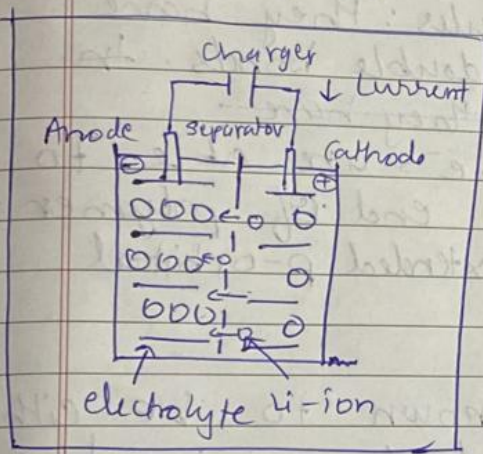 Charger
↓ Current
Anode separator Cathode
⊖ ⊕
electrolyte Li-ion